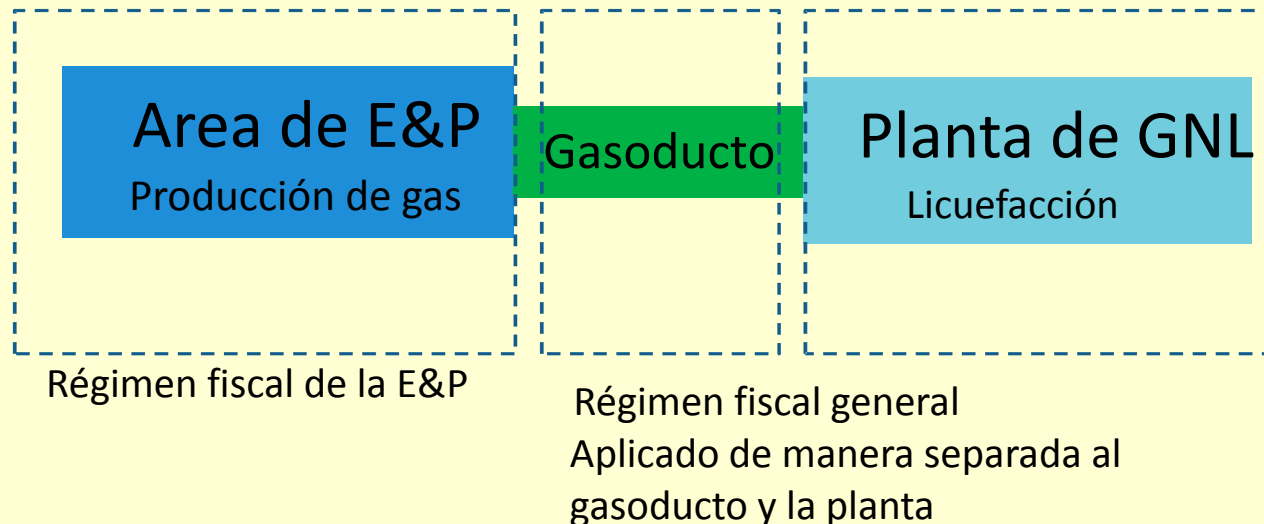 Area de E&P
Producción de gas
Gasoducto
Planta de GNL
Licuefacción
Régimen fiscal de la E&P
Régimen fiscal general
Aplicado de manera separada al
gasoducto y la planta